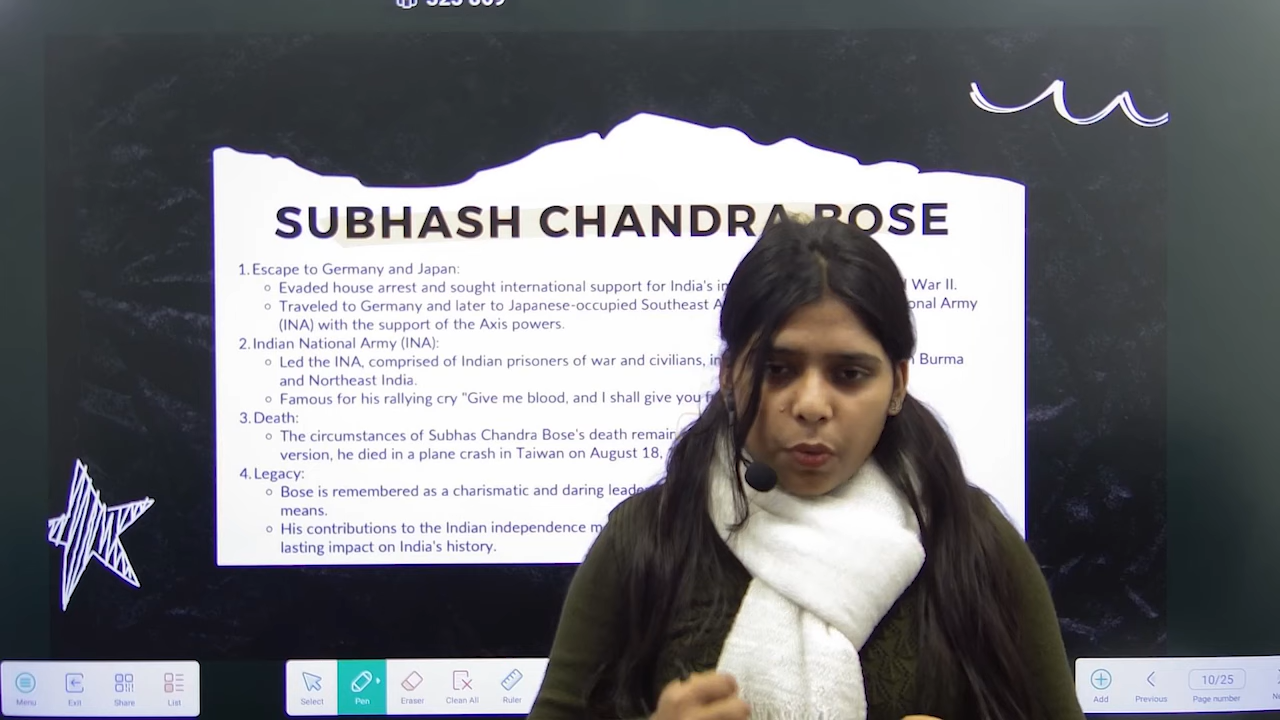 SUBHASH CHANDRA BOSE
1. Escape to Germany and Japan:
Evaded house arrest and sought international support for India's War II.
Traveled to Germany and later to Japanese-occupied Southeast Army
(INA) with the support of the Axis powers.
2. Indian National Army (INA):
Led the INA, comprised of Indian prisoners of war and civilians, Burma
and Northeast India.
Famous for his rallying cry "Give me blood, and I shall give you
3. Death:
The circumstances of Subhas Chandra Bose's death
version, he died in a plane crash in Taiwan on August 18,
4. Legacy:
Bose is remembered as a charismatic and daring
means.
His contributions to the Indian independence
lasting impact on India's history.
Menu Exit Share List Select Pen Eraser Clean All Ruler Add Previous 10/25 Page number